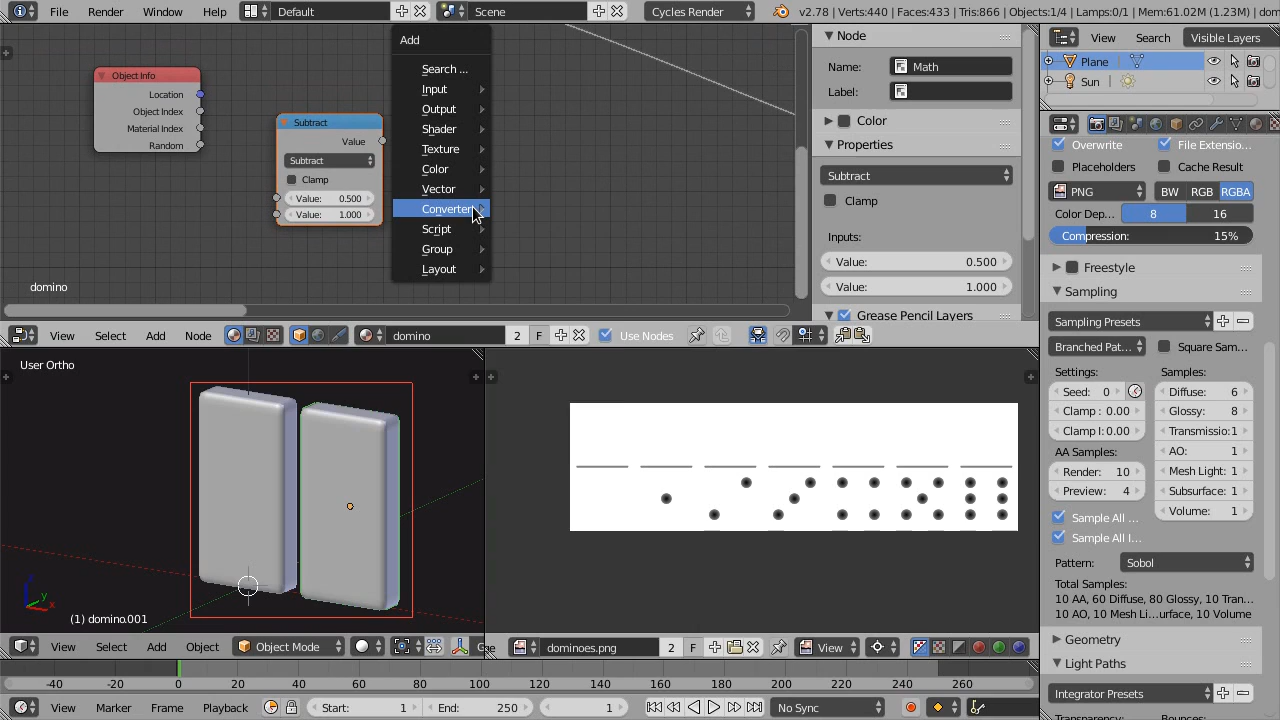 File Render Window Help Default Scene Cycles Render v2.78 | Verts:440 | Faces:433 | Tris:866 | Objects:1/4 | Lamps:0/1 | Mem:61.02M (1.23M) |
Object Info
Location
Object Index
Material Index
Random
Subtract
Value
Subtract
Clamp
Value: 0.500
Value: 1.000
Add
Search ...
Input
Output
Shader
Texture
Color
Vector
Converter
Script
Group
Layout
domino
Node
Name: Math
Label:
Color
Properties
Subtract
Clamp
Inputs:
Value: 0.500
Value: 1.000
Grease Pencil Layers
View Select Add Node domino 2 F Use Nodes
View Search Visible Layers
Plane
Sun
Overwrite File Extensio...
Placeholders Cache Result
PNG BW RGB RGBA
Color Dep... 8 16
Compression: 15%
Freestyle
Sampling
Sampling Presets
Branched Pat... Square Sam...
Settings: Samples:
Seed: 0 Diffuse: 6
Clamp : 0.00 Glossy: 8
Clamp I: 0.00 Transmissio: 1
AA Samples: AO: 1
Render: 10 Mesh Light: 1
Preview: 4 Subsurface: 1
Volume: 1
Sample All ...
Sample All I...
Pattern: Sobol
Total Samples:
10 AA, 60 Diffuse, 80 Glossy, 10 Tran...
10 AO, 10 Mesh Li...urface, 10 Volume
Geometry
Light Paths
Integrator Presets
User Ortho
z
y
x
(1) domino.001
View Select Add Object Object Mode
dominoes.png 2 F View
-40 -20 0 20 40 60 80 100 120 140 160 180 200 220 240 260
View Marker Frame Playback Start: 1 End: 250 1 No Sync